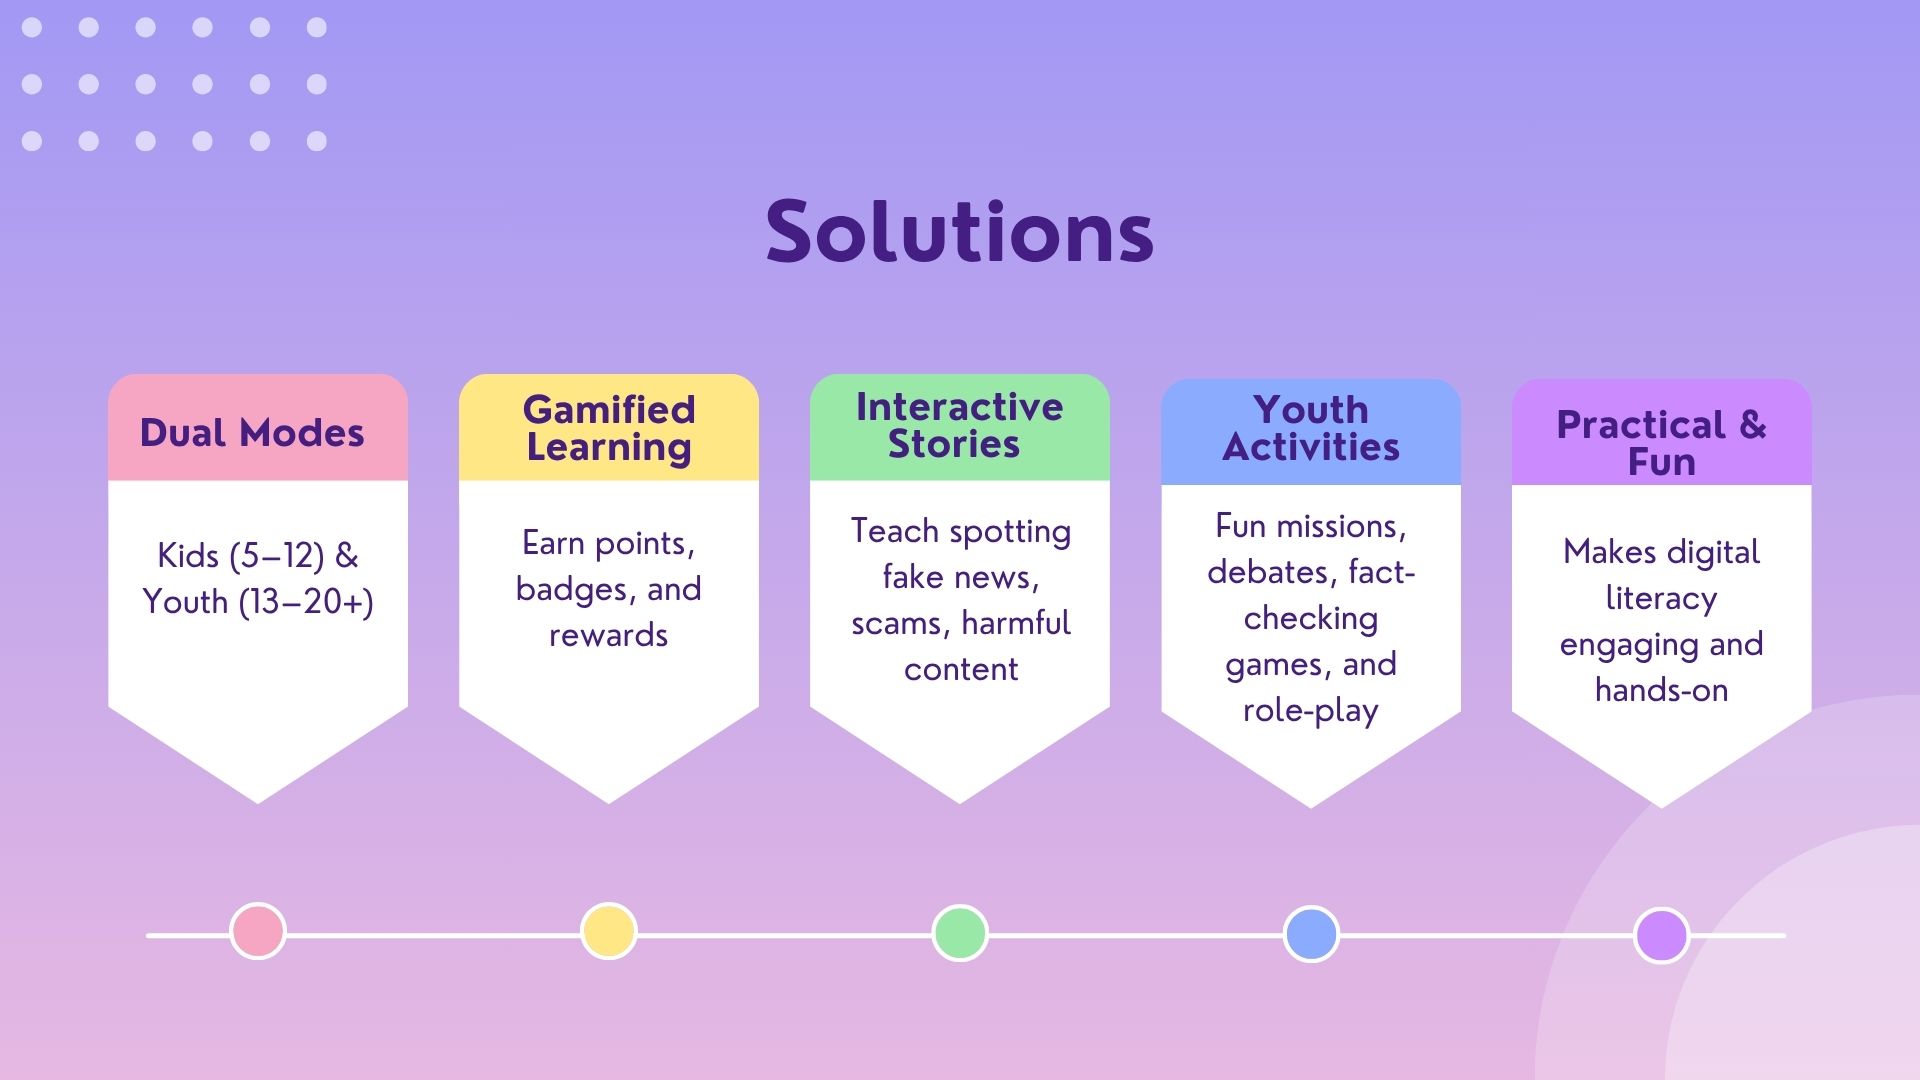 Solutions
Dual Modes
Kids (5–12) &
Youth (13–20+)
Gamified
Learning
Earn points,
badges, and
rewards
Interactive
Stories
Teach spotting
fake news,
scams, harmful
content
Youth
Activities
Fun missions,
debates, fact-
checking
games, and
role-play
Practical &
Fun
Makes digital
literacy
engaging and
hands-on